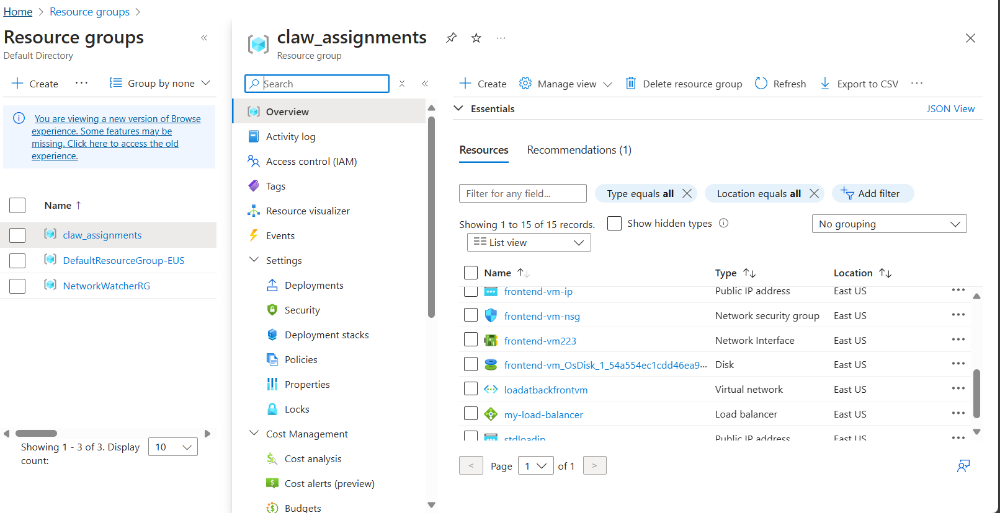 Home > Resource groups >
Resource groups «
Default Directory
+ Create ··· Group by none
You are viewing a new version of Browse
experience. Some features may be
missing. Click here to access the old
experience.
Name ↑
claw_assignments
DefaultResourceGroup-EUS
NetworkWatcherRG
Showing 1 - 3 of 3. Display
count:
10
claw_assignments ···
Resource group
Search
«
Overview
Activity log
Access control (IAM)
Tags
Resource visualizer
Events
Settings
Deployments
Security
Deployment stacks
Policies
Properties
Locks
Cost Management
Cost analysis
Cost alerts (preview)
Budgets
+ Create Manage view Delete resource group Refresh Export to CSV ···
Essentials JSON View
Resources Recommendations (1)
Filter for any field... Type equals all Location equals all Add filter
Showing 1 to 15 of 15 records. Show hidden types No grouping
List view
Name ↑↓ Type ↑↓ Location ↑↓
frontend-vm-ip Public IP address East US ···
frontend-vm-nsg Network security group East US ···
frontend-vm223 Network Interface East US ···
frontend-vm_OsDisk_1_54a554ec1cdd46ea9... Disk East US ···
loadatbackfrontvm Virtual network East US ···
my-load-balancer Load balancer East US ···
stdloadip Public IP address East US ···
< Page 1 of 1 >